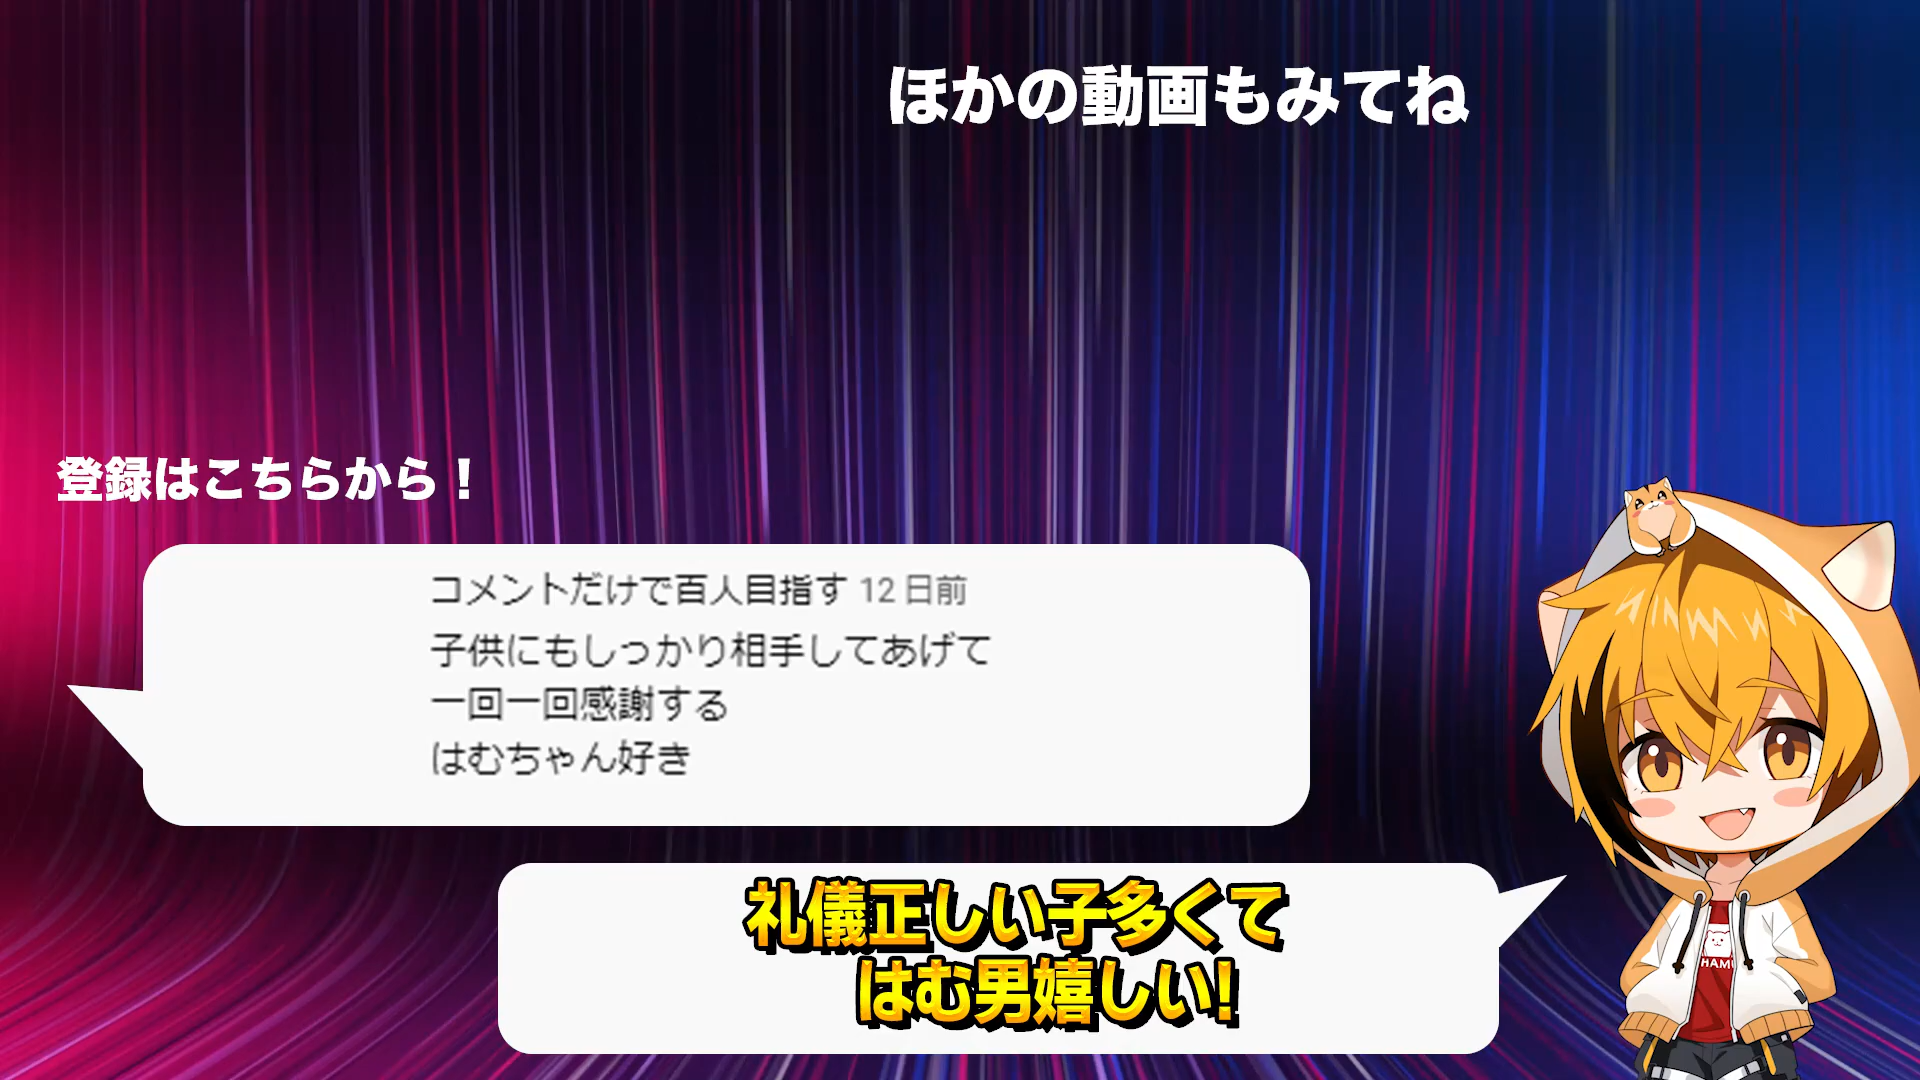 ほかの動画もみてね
登録はこちらから！
コメントだけで百人目指す 12 日前
子供にもしっかり相手してあげて
一回一回感謝する
はむちゃん好き
礼儀正しい子多くて
はむ男嬉しい!
HAMU